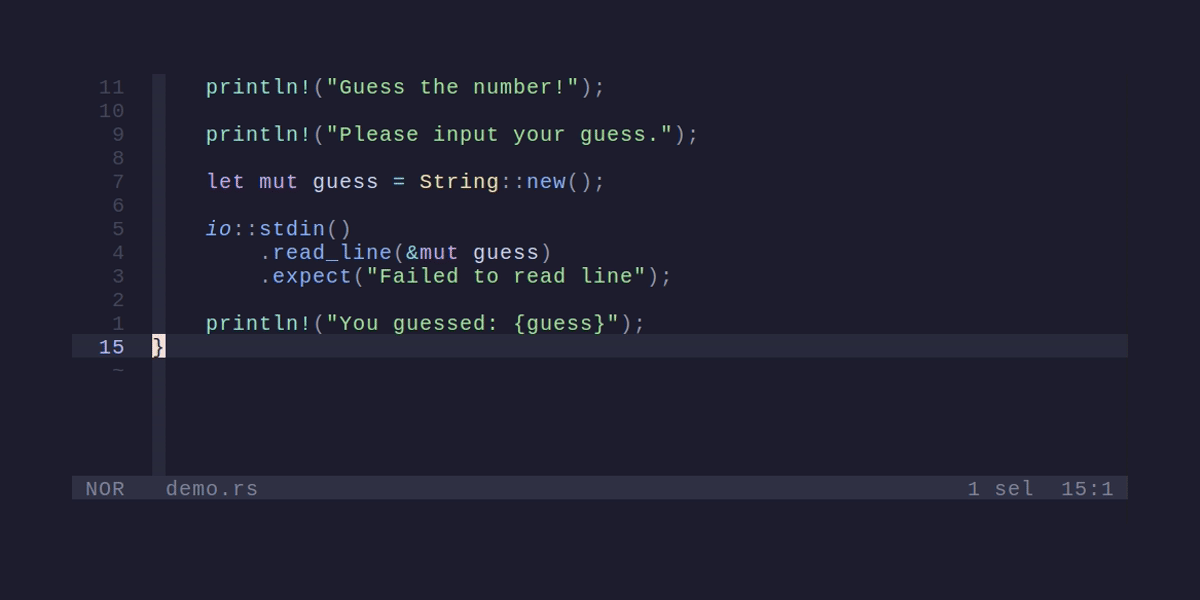 11      println!("Guess the number!");
10
 9      println!("Please input your guess.");
 8
 7      let mut guess = String::new();
 6
 5      io::stdin()
 4          .read_line(&mut guess)
 3          .expect("Failed to read line");
 2
 1      println!("You guessed: {guess}");
15  }
 ~
NOR   demo.rs   1 sel  15:1